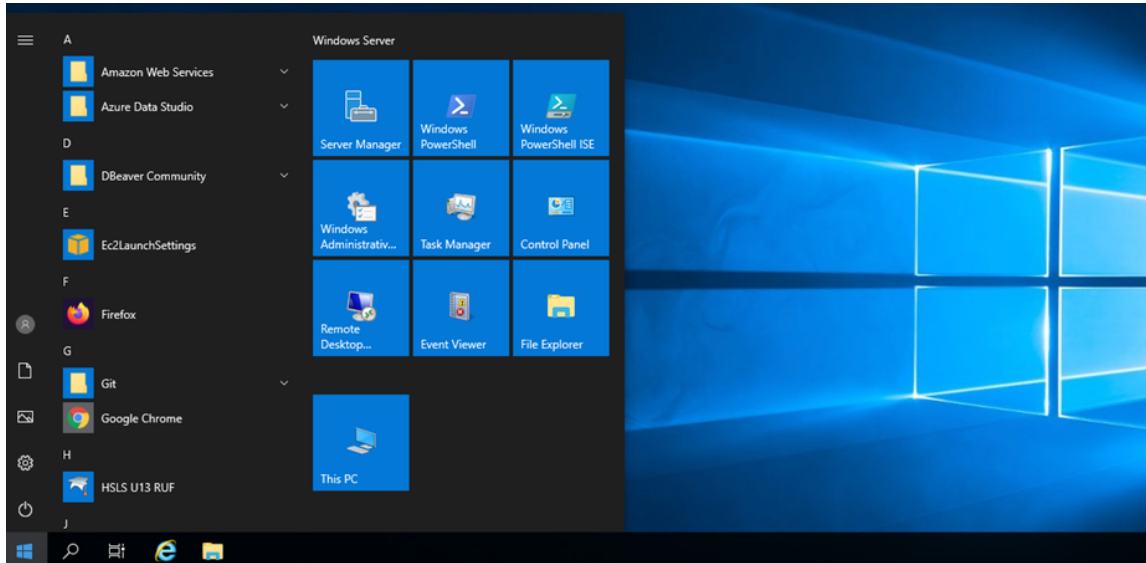 A
Amazon Web Services
Azure Data Studio
D
DBeaver Community
E
Ec2LaunchSettings
F
Firefox
G
Git
Google Chrome
H
HSLS U13 RUF
J
Windows Server
Server Manager
Windows
PowerShell
Windows
PowerShell ISE
Windows
Administrativ...
Task Manager
Control Panel
Remote
Desktop...
Event Viewer
File Explorer
This PC